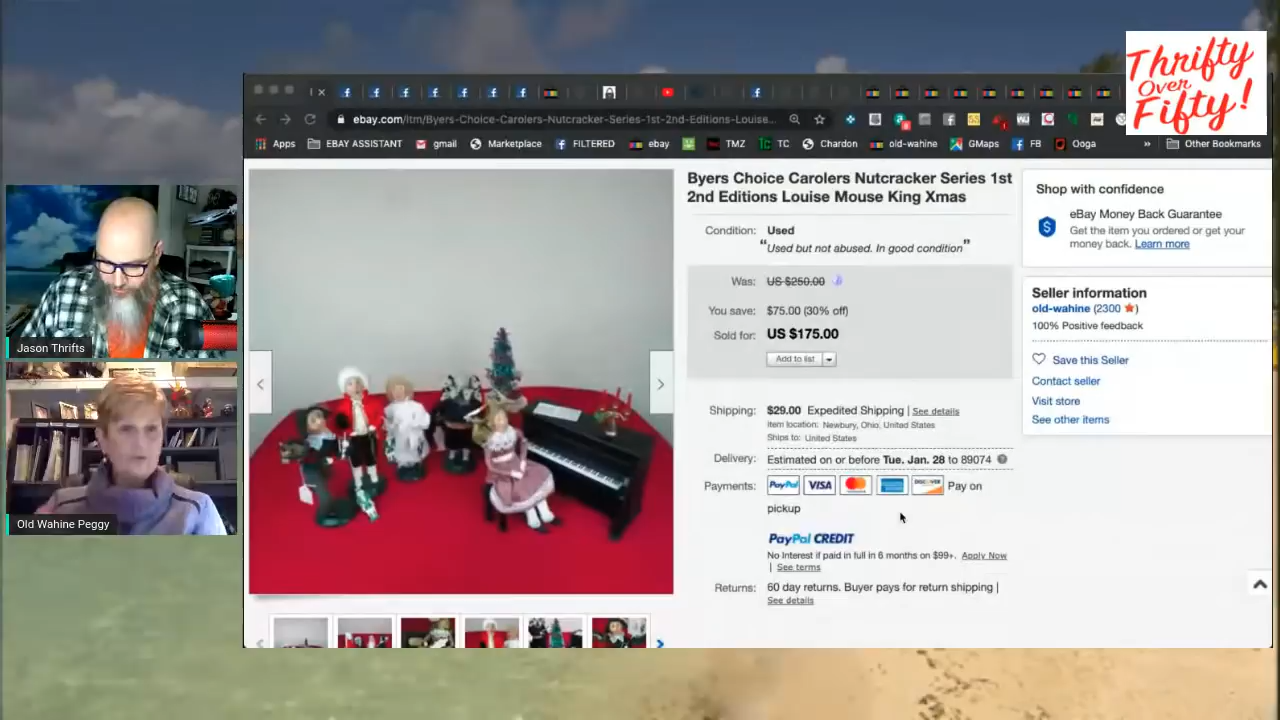 Thrifty
Over
Fifty!
ebay.com/itm/Byers-Choice-Carolers-Nutcracker-Series-1st-2nd-Editions-Louise...
Apps EBAY ASSISTANT gmail Marketplace FILTERED ebay TMZ TC Chardon old-wahine GMaps FB Ooga » Other Bookmarks
Byers Choice Carolers Nutcracker Series 1st
2nd Editions Louise Mouse King Xmas
Condition: Used
"Used but not abused. In good condition"
Was: US $250.00
You save: $75.00 (30% off)
Sold for: US $175.00
Add to list
Shipping: $29.00 Expedited Shipping | See details
Item location: Newbury, Ohio, United States
Ships to: United States
Delivery: Estimated on or before Tue. Jan. 28 to 89074
Payments: PayPal VISA MasterCard DISCOVER Pay on
pickup
PayPal CREDIT
No Interest if paid in full in 6 months on $99+. Apply Now
| See terms
Returns: 60 day returns. Buyer pays for return shipping |
See details
Shop with confidence
eBay Money Back Guarantee
Get the item you ordered or get your
money back. Learn more
Seller information
old-wahine (2300 )
100% Positive feedback
Save this Seller
Contact seller
Visit store
See other items
Jason Thrifts
Old Wahine Peggy